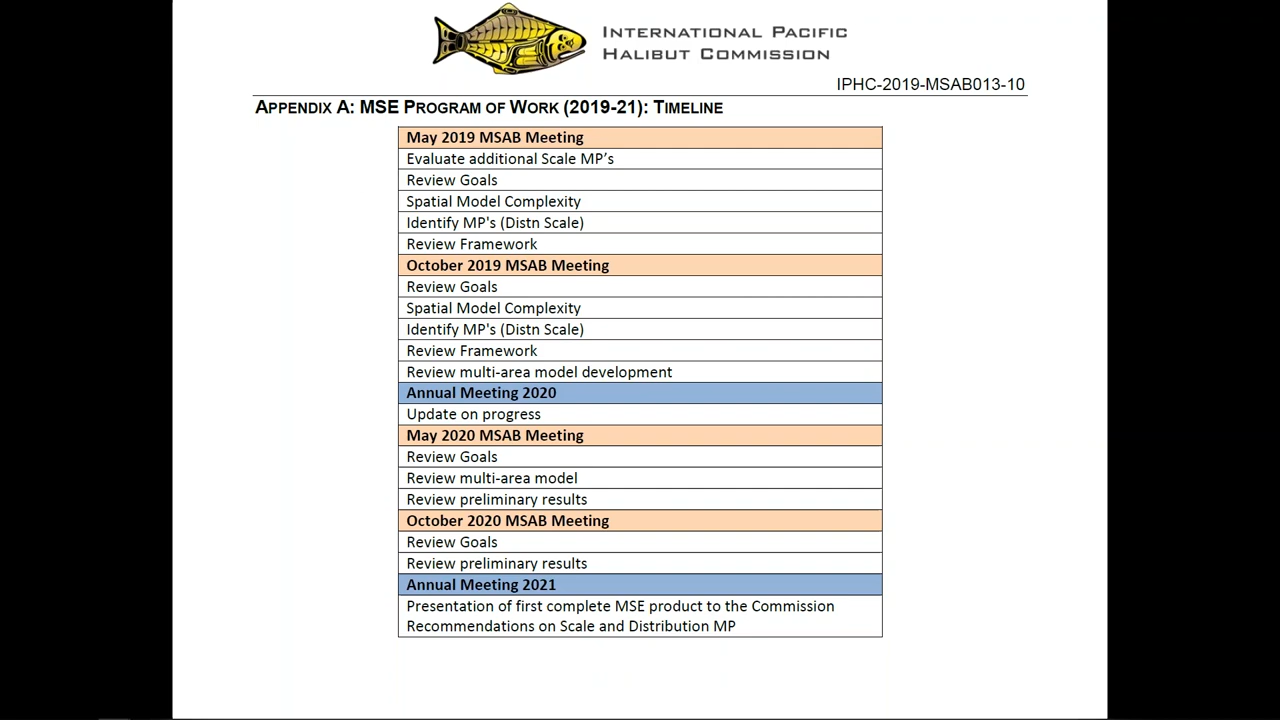 INTERNATIONAL PACIFIC
HALIBUT COMMISSION
IPHC-2019-MSAB013-10
APPENDIX A: MSE PROGRAM OF WORK (2019-21): TIMELINE
May 2019 MSAB Meeting
Evaluate additional Scale MP’s
Review Goals
Spatial Model Complexity
Identify MP's (Distn Scale)
Review Framework
October 2019 MSAB Meeting
Review Goals
Spatial Model Complexity
Identify MP's (Distn Scale)
Review Framework
Review multi-area model development
Annual Meeting 2020
Update on progress
May 2020 MSAB Meeting
Review Goals
Review multi-area model
Review preliminary results
October 2020 MSAB Meeting
Review Goals
Review preliminary results
Annual Meeting 2021
Presentation of first complete MSE product to the Commission
Recommendations on Scale and Distribution MP